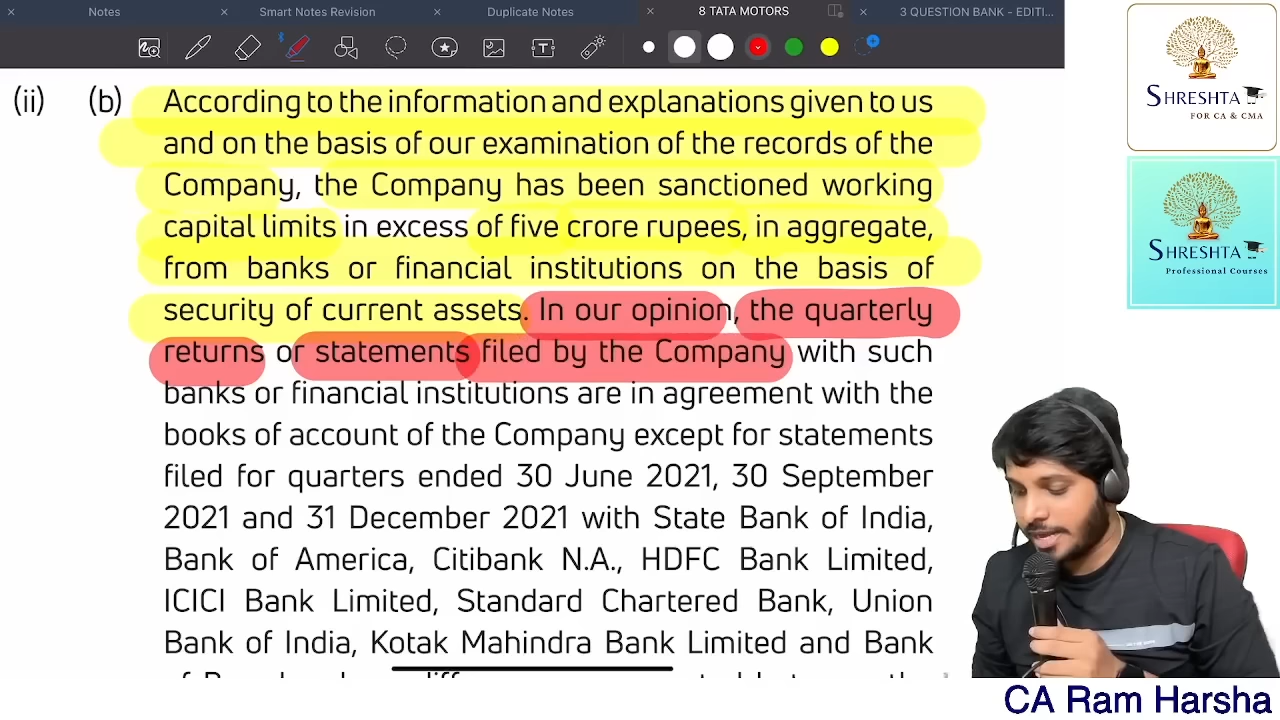 Notes
Smart Notes Revision
Duplicate Notes
8 TATA MOTORS
3 QUESTION BANK - EDITI...
(ii) (b) According to the information and explanations given to us
and on the basis of our examination of the records of the
Company, the Company has been sanctioned working
capital limits in excess of five crore rupees, in aggregate,
from banks or financial institutions on the basis of
security of current assets. In our opinion, the quarterly
returns or statements filed by the Company with such
banks or financial institutions are in agreement with the
books of account of the Company except for statements
filed for quarters ended 30 June 2021, 30 September
2021 and 31 December 2021 with State Bank of India,
Bank of America, Citibank N.A., HDFC Bank Limited,
ICICI Bank Limited, Standard Chartered Bank, Union
Bank of India, Kotak Mahindra Bank Limited and Bank
SHRESHTA
FOR CA & CMA
SHRESHTA
Professional Courses
CA Ram Harsha